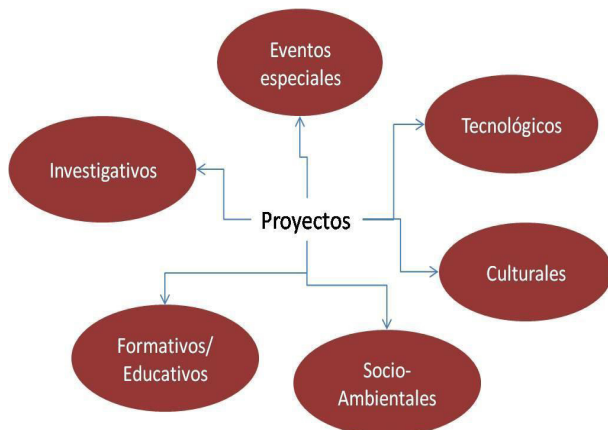 Eventos
especiales
Tecnológicos
Investigativos
Proyectos
Culturales
Formativos/
Educativos
Socio-
Ambientales